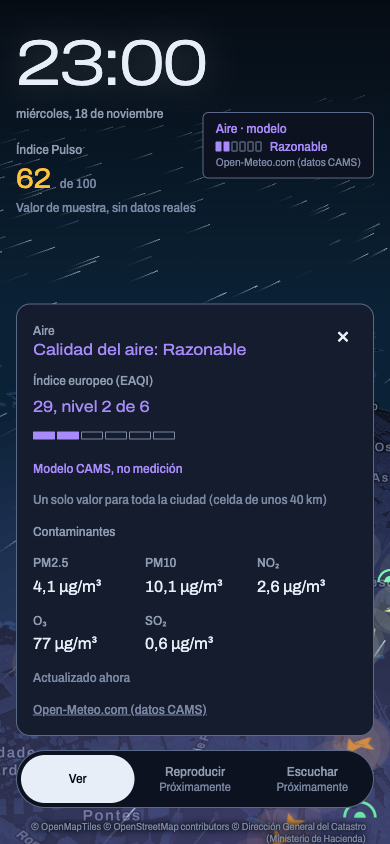 23:00
miércoles, 18 de noviembre
Índice Pulso
62 de 100
Valor de muestra, sin datos reales
Aire · modelo
Razonable
Open-Meteo.com (datos CAMS)
Aire
Calidad del aire: Razonable
Índice europeo (EAQI)
29, nivel 2 de 6
Modelo CAMS, no medición
Un solo valor para toda la ciudad (celda de unos 40 km)
Contaminantes
PM2.5 PM10 NO₂
4,1 µg/m³ 10,1 µg/m³ 2,6 µg/m³
O₃ SO₂
77 µg/m³ 0,6 µg/m³
Actualizado ahora
Open-Meteo.com (datos CAMS)
Ver
Reproducir
Próximamente
Escuchar
Próximamente
Pontes
© OpenMapTiles © OpenStreetMap contributors © Dirección General del Catastro
(Ministerio de Hacienda)